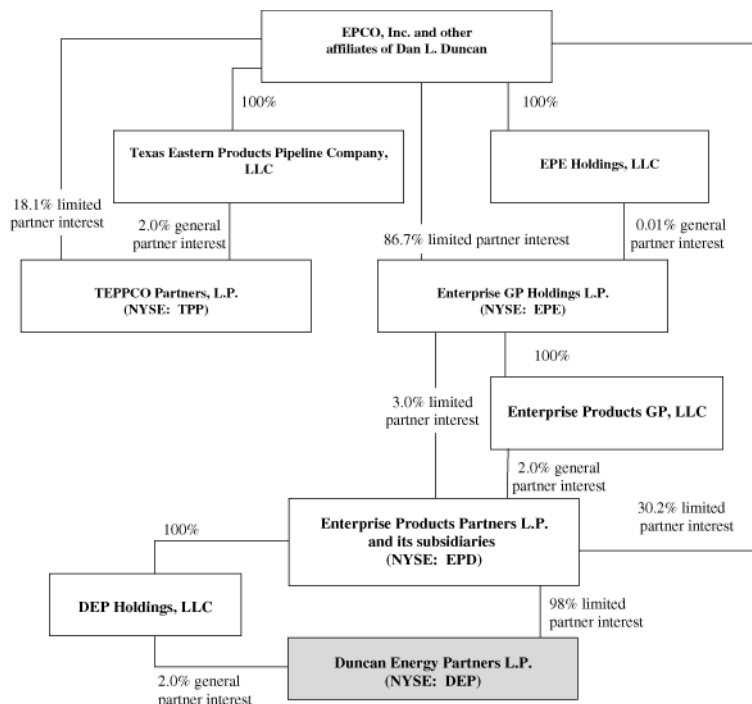 EPCO, Inc. and other
affiliates of Dan L. Duncan
100%
100%
Texas Eastern Products Pipeline Company,
LLC
EPE Holdings, LLC
18.1% limited
partner interest
2.0% general
partner interest
86.7% limited partner interest
0.01% general
partner interest
TEPPCO Partners, L.P.
(NYSE: TPP)
Enterprise GP Holdings L.P.
(NYSE: EPE)
100%
3.0% limited
partner interest
Enterprise Products GP, LLC
2.0% general
partner interest
30.2% limited
partner interest
Enterprise Products Partners L.P.
and its subsidiaries
(NYSE: EPD)
100%
DEP Holdings, LLC
98% limited
partner interest
Duncan Energy Partners L.P.
(NYSE: DEP)
2.0% general
partner interest